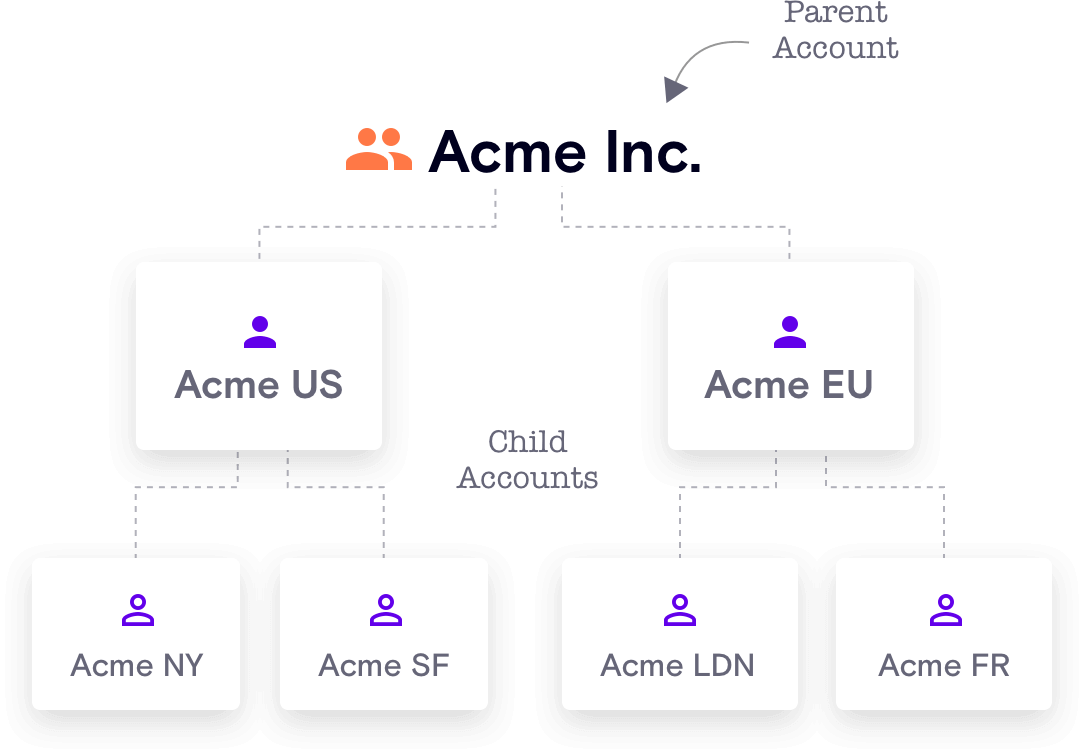 Parent
Account
Acme Inc.
Acme US
Acme EU
Child
Accounts
Acme NY
Acme SF
Acme LDN
Acme FR